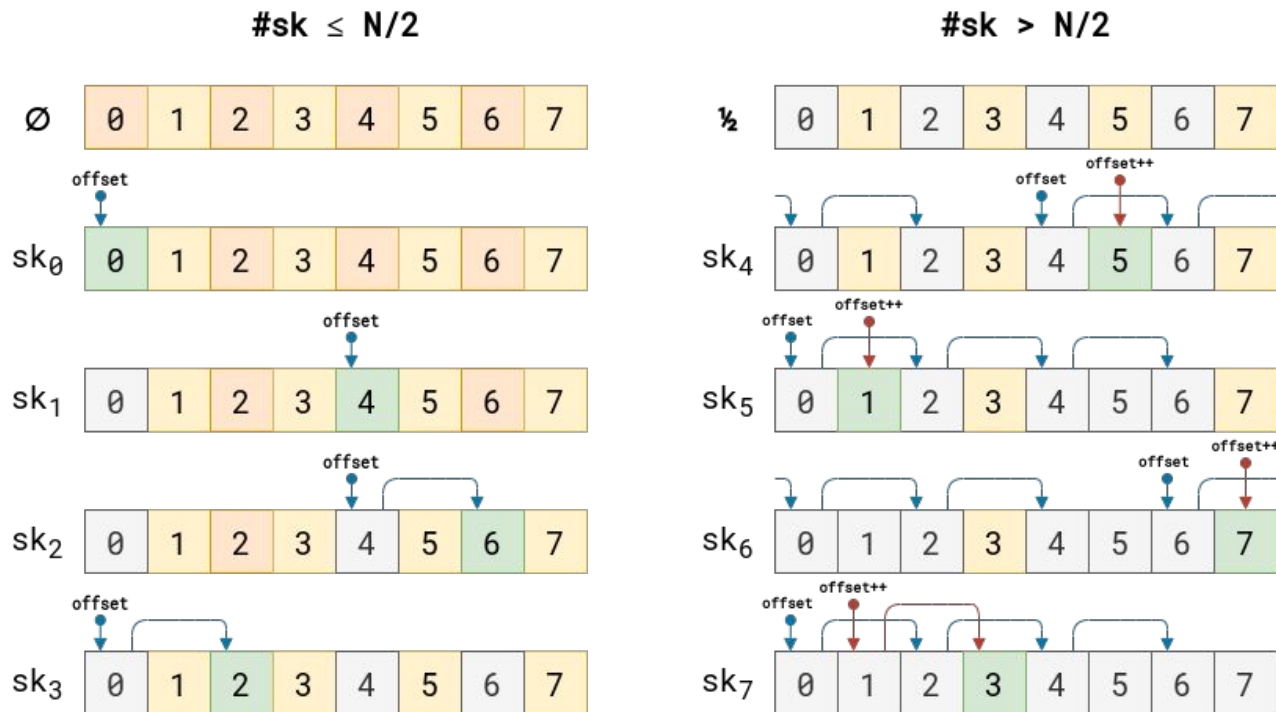 #sk ≤ N/2
∅ 0 1 2 3 4 5 6 7
offset
sk₀ 0 1 2 3 4 5 6 7
offset
sk₁ 0 1 2 3 4 5 6 7
offset
sk₂ 0 1 2 3 4 5 6 7
offset
sk₃ 0 1 2 3 4 5 6 7
#sk > N/2
½ 0 1 2 3 4 5 6 7
offset offset++
sk₄ 0 1 2 3 4 5 6 7
offset offset++
sk₅ 0 1 2 3 4 5 6 7
offset offset++
sk₆ 0 1 2 3 4 5 6 7
offset offset++
sk₇ 0 1 2 3 4 5 6 7